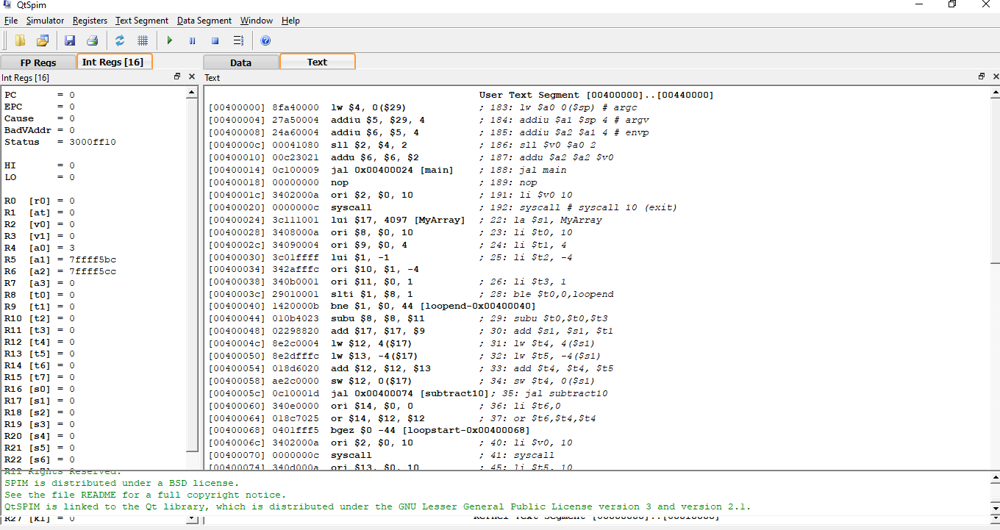 QtSpim
File Simulator Registers Text Segment Data Segment Window Help
FP Regs Int Regs [16] Data Text
Int Regs [16]
PC = 0
EPC = 0
Cause = 0
BadVAddr = 0
Status = 3000ff10
HI = 0
LO = 0
R0 [r0] = 0
R1 [at] = 0
R2 [v0] = 0
R3 [v1] = 0
R4 [a0] = 3
R5 [a1] = 7ffff5bc
R6 [a2] = 7ffff5cc
R7 [a3] = 0
R8 [t0] = 0
R9 [t1] = 0
R10 [t2] = 0
R11 [t3] = 0
R12 [t4] = 0
R13 [t5] = 0
R14 [t6] = 0
R15 [t7] = 0
R16 [s0] = 0
R17 [s1] = 0
R18 [s2] = 0
R19 [s3] = 0
R20 [s4] = 0
R21 [s5] = 0
R22 [s6] = 0
Text
User Text Segment [00400000]..[00440000]
[00400000] 8fa40000 lw $4, 0($29) ; 183: lw $a0 0($sp) # argc
[00400004] 27a50004 addiu $5, $29, 4 ; 184: addiu $a1 $sp 4 # argv
[00400008] 24a60004 addiu $6, $5, 4 ; 185: addiu $a2 $a1 4 # envp
[0040000c] 00041080 sll $2, $4, 2 ; 186: sll $v0 $a0 2
[00400010] 00c23021 addu $6, $6, $2 ; 187: addu $a2 $a2 $v0
[00400014] 0c100009 jal 0x00400024 [main] ; 188: jal main
[00400018] 00000000 nop ; 189: nop
[0040001c] 3402000a ori $2, $0, 10 ; 191: li $v0 10
[00400020] 0000000c syscall ; 192: syscall # syscall 10 (exit)
[00400024] 3c111001 lui $17, 4097 [MyArray] ; 22: la $s1, MyArray
[00400028] 3408000a ori $8, $0, 10 ; 23: li $t0, 10
[0040002c] 34090004 ori $9, $0, 4 ; 24: li $t1, 4
[00400030] 3c01ffff lui $1, -1 ; 25: li $t2, -4
[00400034] 342afffc ori $10, $1, -4
[00400038] 340b0001 ori $11, $0, 1 ; 26: li $t3, 1
[0040003c] 29010001 slti $1, $8, 1 ; 28: ble $t0,0,loopend
[00400040] 1420000b bne $1, $0, 44 [loopend-0x00400040]
[00400044] 010b4023 subu $8, $8, $11 ; 29: subu $t0,$t0,$t3
[00400048] 02298820 add $17, $17, $9 ; 30: add $s1, $s1, $t1
[0040004c] 8e2c0004 lw $12, 4($17) ; 31: lw $t4, 4($s1)
[00400050] 8e2dfffc lw $13, -4($17) ; 32: lw $t5, -4($s1)
[00400054] 018d6020 add $12, $12, $13 ; 33: add $t4, $t4, $t5
[00400058] ae2c0000 sw $12, 0($17) ; 34: sw $t4, 0($s1)
[0040005c] 0c10001d jal 0x00400074 [subtract10]; 35: jal subtract10
[00400060] 340e0000 ori $14, $0, 0 ; 36: li $t6,0
[00400064] 018c7025 or $14, $12, $12 ; 37: or $t6,$t4,$t4
[00400068] 0401fff5 bgez $0 -44 [loopstart-0x00400068]
[0040006c] 3402000a ori $2, $0, 10 ; 40: li $v0, 10
[00400070] 0000000c syscall ; 41: syscall
[00400074] 340d000a ori $13, $0, 10 ; 45: li $t5, 10
All Rights Reserved.
SPIM is distributed under a BSD license.
See the file README for a full copyright notice.
QtSPIM is linked to the Qt library, which is distributed under the GNU Lesser General Public License version 3 and version 2.1.
R27 [k1] = 0
Kernel Text Segment [80000000]..[80010000]